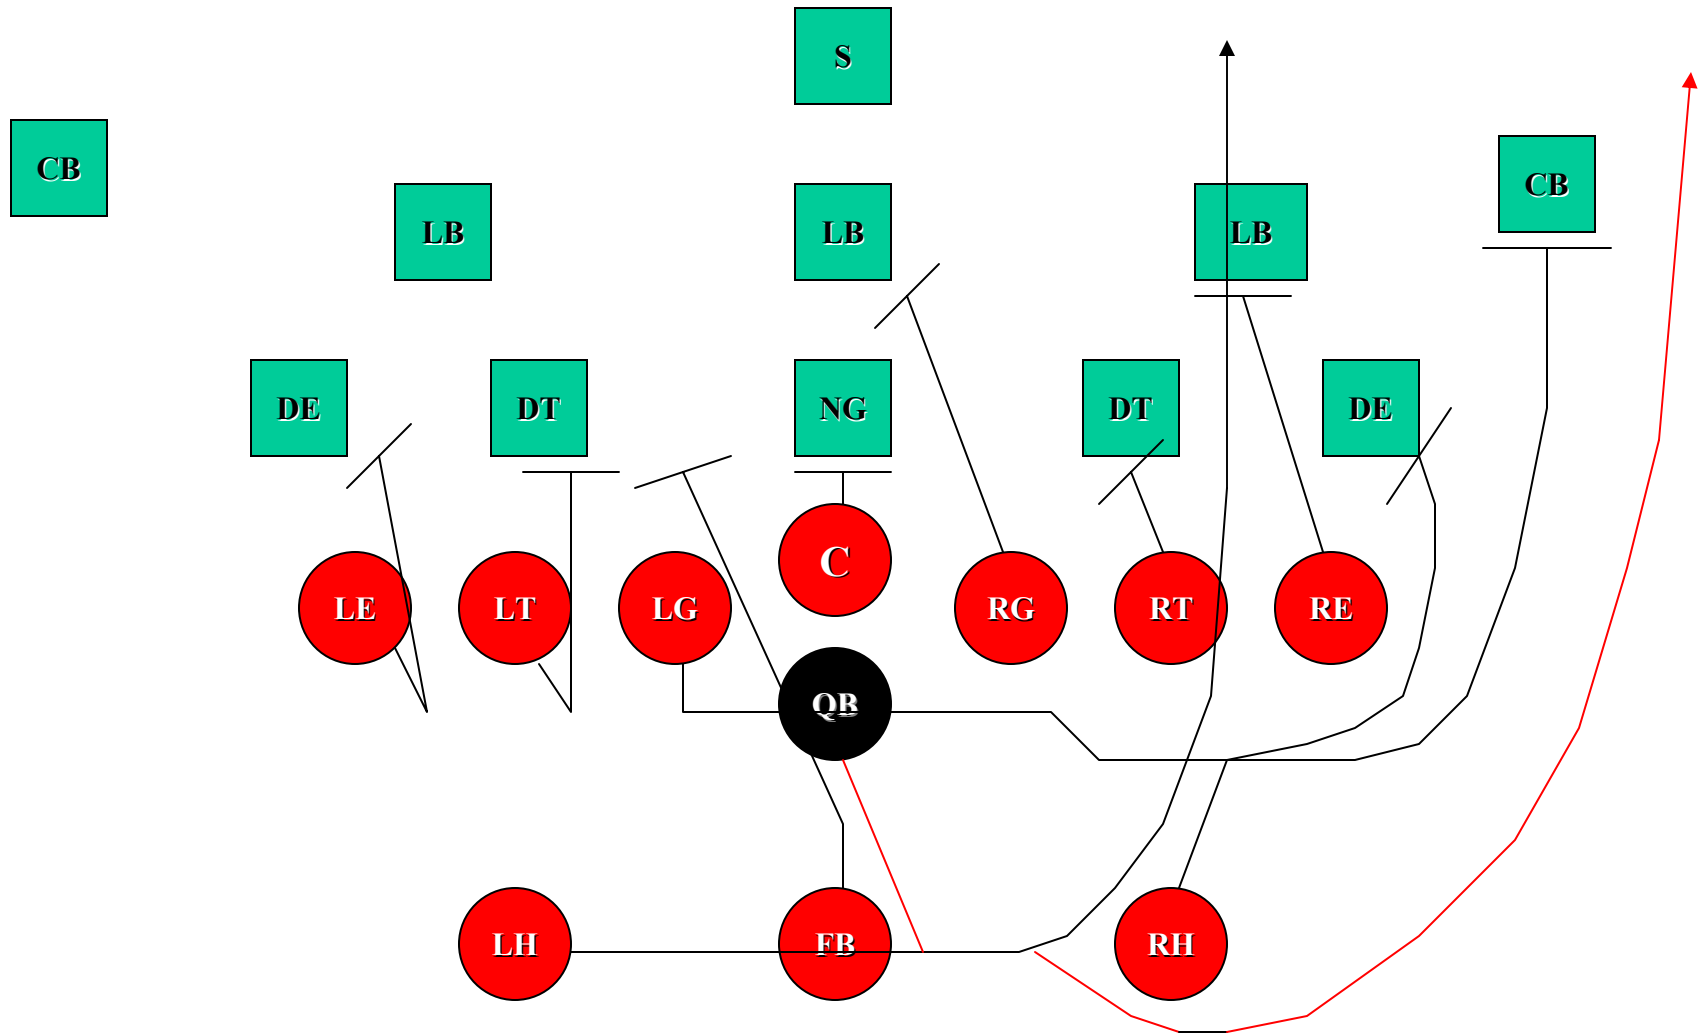 S
CB
CB
LB
LB
LB
DE
DT
NG
DT
DE
C
LE
LT
LG
RG
RT
RE
QB
LH
FB
RH